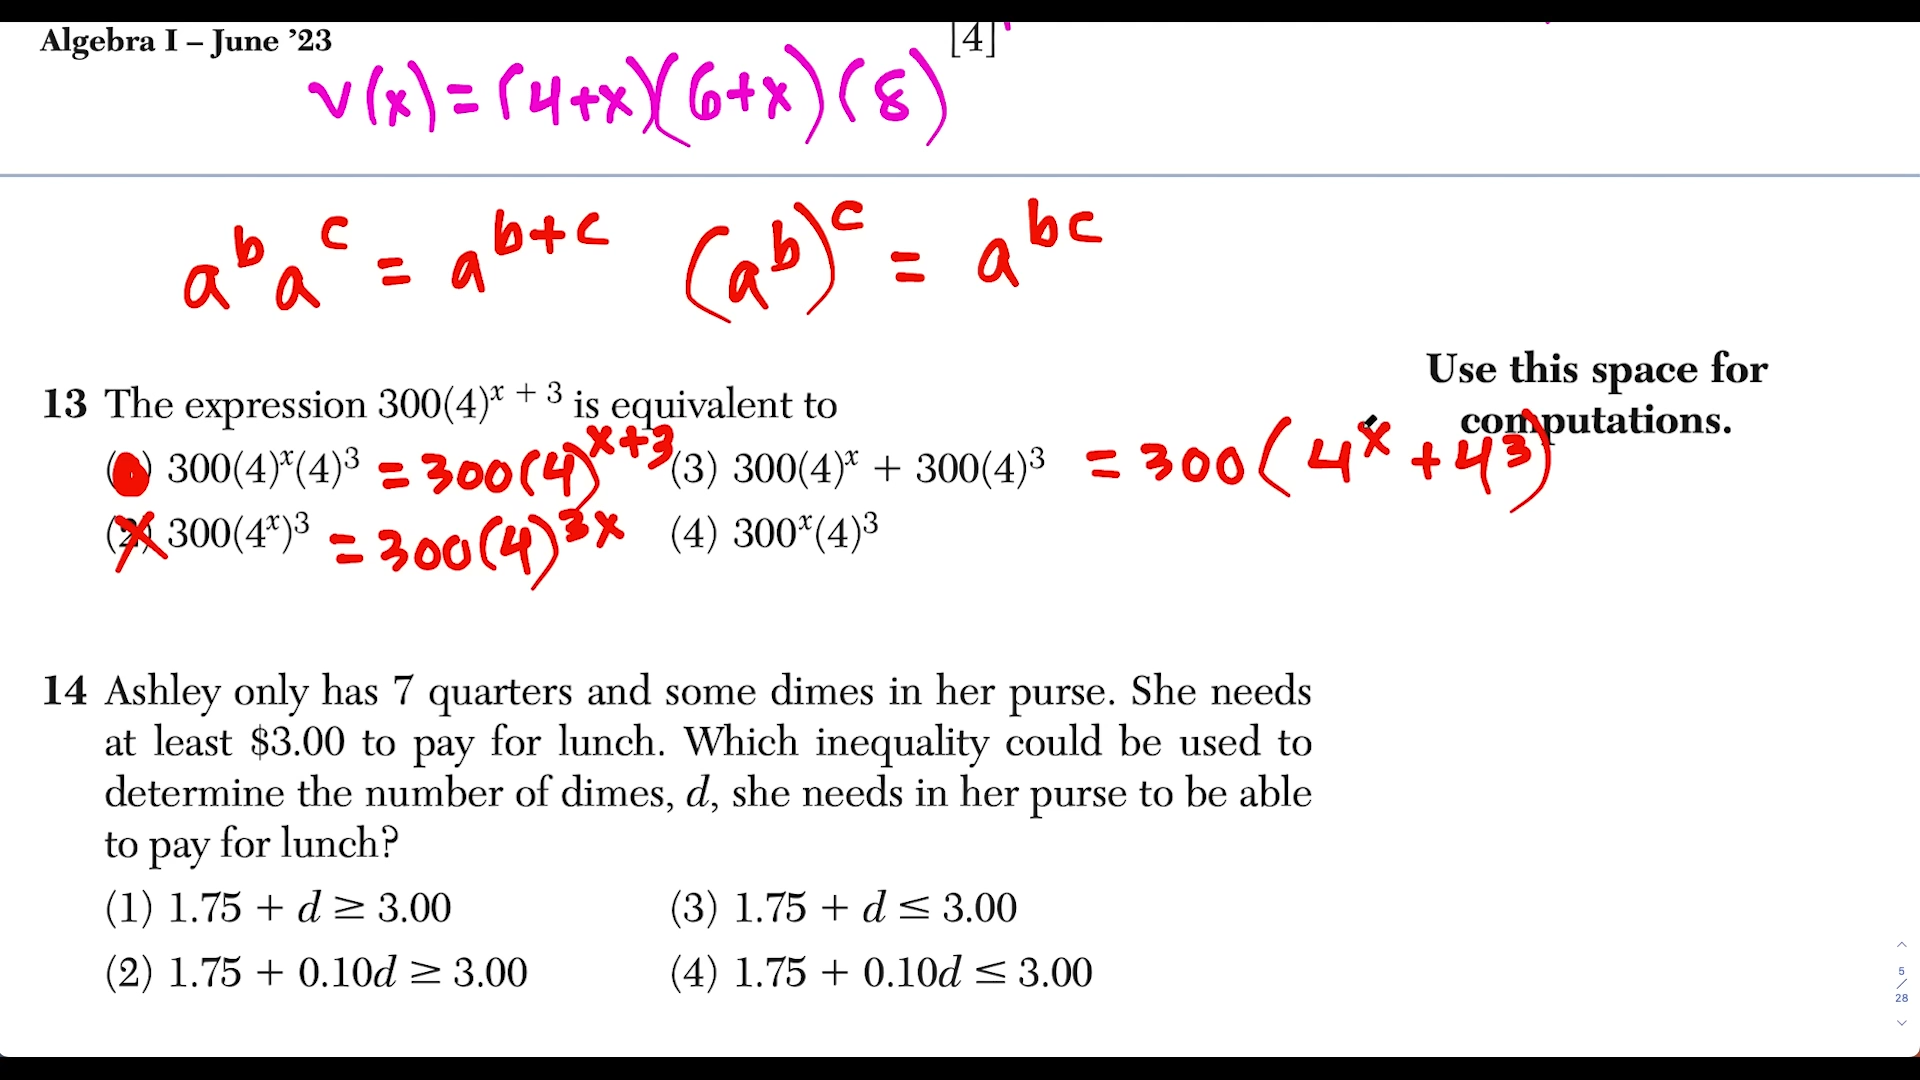 Algebra I – June ’23
[4]
v(x) = (4+x)(6+x)(8)
a^b a^c = a^(b+c) (a^b)^c = a^(bc)
Use this space for
computations.
13 The expression 300(4)^(x + 3) is equivalent to
300(4)^x(4)^3 = 300(4)^(x+3) (3) 300(4)^x + 300(4)^3 = 300(4^x + 4^3)
(2) 300(4^x)^3 = 300(4)^(3x) (4) 300^x(4)^3
14 Ashley only has 7 quarters and some dimes in her purse. She needs
at least $3.00 to pay for lunch. Which inequality could be used to
determine the number of dimes, d, she needs in her purse to be able
to pay for lunch?
(1) 1.75 + d ≥ 3.00 (3) 1.75 + d ≤ 3.00
(2) 1.75 + 0.10d ≥ 3.00 (4) 1.75 + 0.10d ≤ 3.00
5
/
28